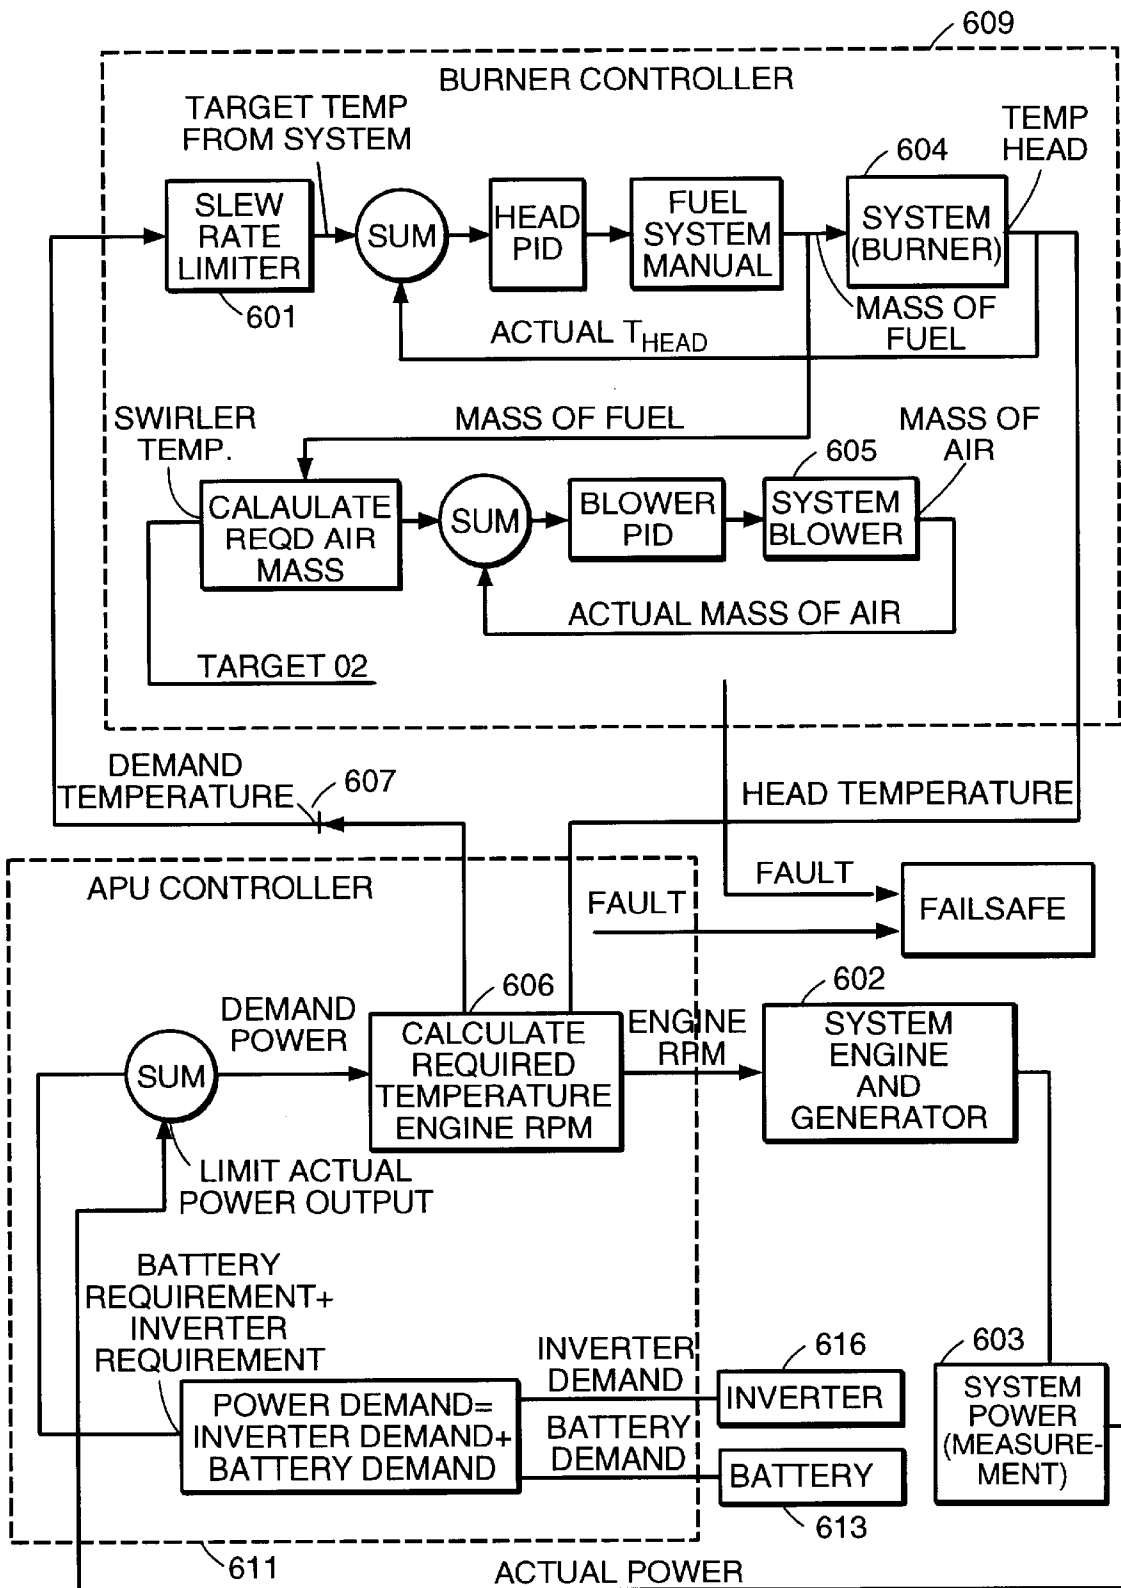 609
BURNER CONTROLLER
TARGET TEMP
FROM SYSTEM
TEMP
HEAD
604
SLEW
RATE
LIMITER
SUM
HEAD
PID
FUEL
SYSTEM
MANUAL
SYSTEM
(BURNER)
601
ACTUAL THEAD
MASS OF
FUEL
SWIRLER
TEMP.
MASS OF FUEL
MASS OF
AIR
605
CALAULATE
REQD AIR
MASS
SUM
BLOWER
PID
SYSTEM
BLOWER
ACTUAL MASS OF AIR
TARGET 02
DEMAND
TEMPERATURE
607
HEAD TEMPERATURE
APU CONTROLLER
FAULT
FAULT
FAILSAFE
606
602
DEMAND
POWER
SUM
CALCULATE
REQUIRED
TEMPERATURE
ENGINE RPM
ENGINE
RPM
SYSTEM
ENGINE
AND
GENERATOR
LIMIT ACTUAL
POWER OUTPUT
BATTERY
REQUIREMENT+
INVERTER
REQUIREMENT
INVERTER
DEMAND
616
603
POWER DEMAND=
INVERTER DEMAND+
BATTERY DEMAND
INVERTER
BATTERY
DEMAND
BATTERY
613
SYSTEM
POWER
(MEASURE-
MENT)
611
ACTUAL POWER